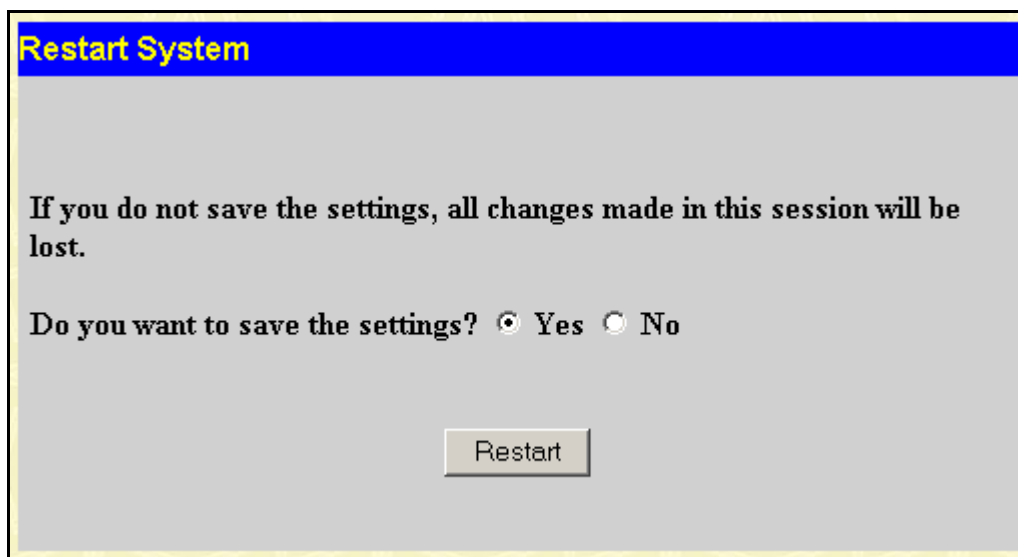 Restart System
If you do not save the settings, all changes made in this session will be
lost.
Do you want to save the settings? Yes No
Restart